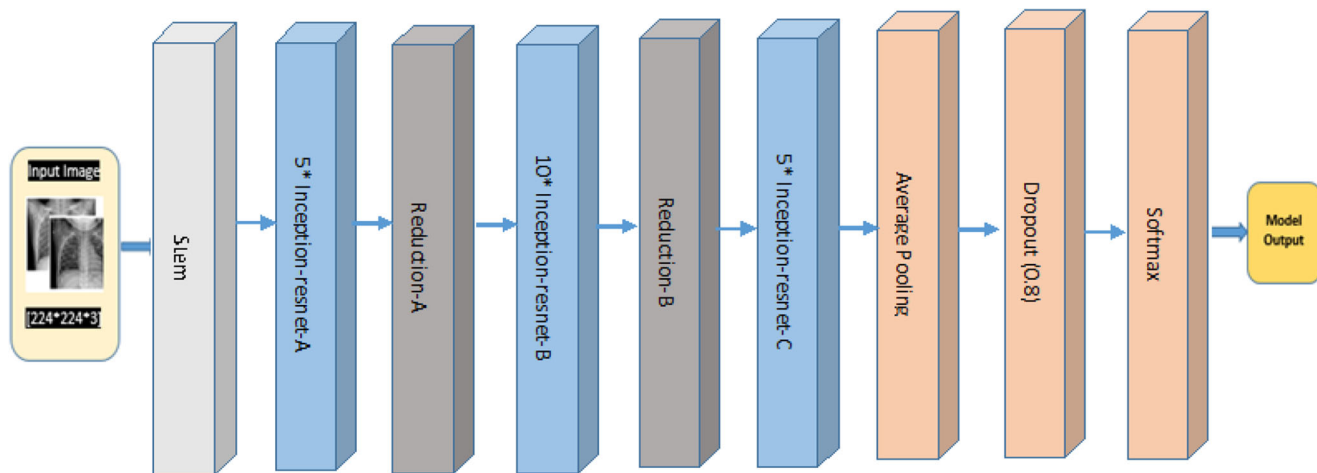 Input Image
[224*224*3]
Stem
5* Inception-resnet-A
Reduction-A
10* Inception-resnet-B
Reduction-B
5* Inception-resnet-C
Average Pooling
Dropout (0.8)
Softmax
Model
Output